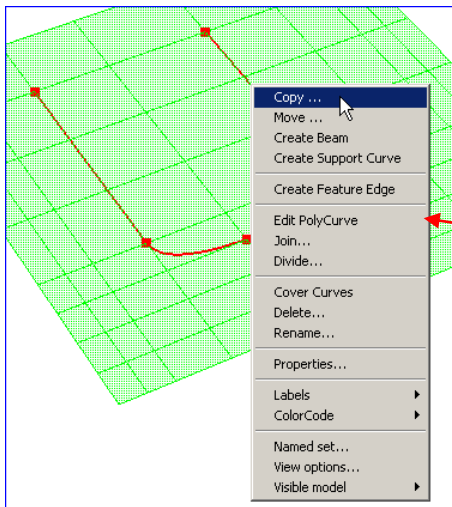 Copy ...
Move ...
Create Beam
Create Support Curve
Create Feature Edge
Edit PolyCurve
Join...
Divide...
Cover Curves
Delete...
Rename...
Properties...
Labels
ColorCode
Named set...
View options...
Visible model